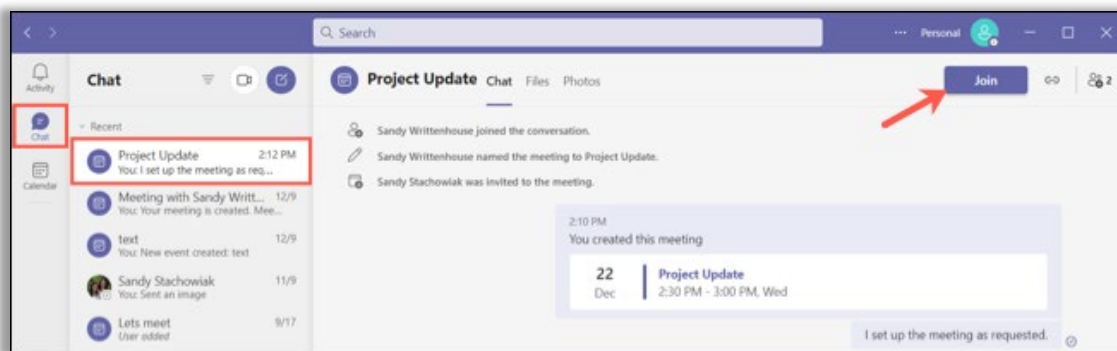 Search
... Personal
Activity
Chat
Calendar
Chat
Recent
Project Update 2:12 PM
You: I set up the meeting as req...
Meeting with Sandy Writt... 12/9
You: Your meeting is created. Mee...
text 12/9
You: New event created: text
Sandy Stachowiak 11/9
You: Sent an image
Lets meet 9/17
User added
Project Update Chat Files Photos
Join
2
Sandy Writtenhouse joined the conversation.
Sandy Writtenhouse named the meeting to Project Update.
Sandy Stachowiak was invited to the meeting.
2:10 PM
You created this meeting
22 Project Update
Dec 2:30 PM - 3:00 PM, Wed
I set up the meeting as requested.